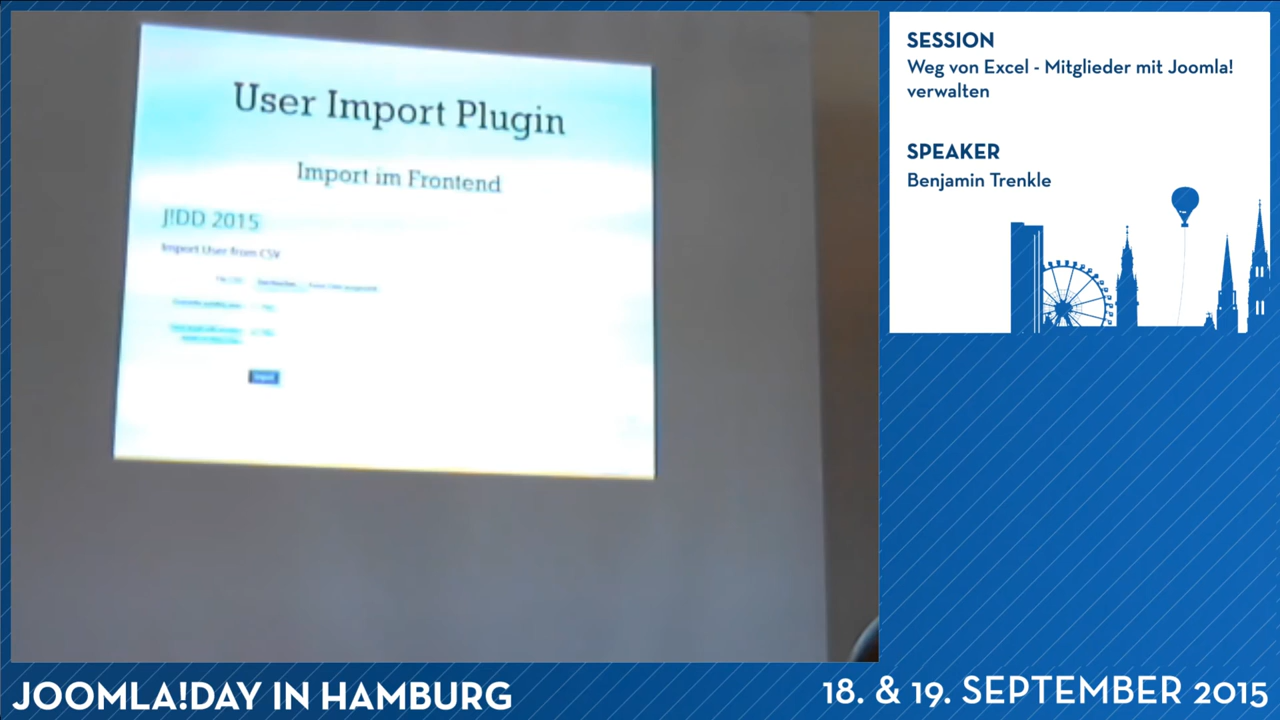 User Import Plugin
Import im Frontend
J!DD 2015
Import User from CSV
Import
SESSION
Weg von Excel - Mitglieder mit Joomla!
verwalten
SPEAKER
Benjamin Trenkle
JOOMLA!DAY IN HAMBURG
18. & 19. SEPTEMBER 2015